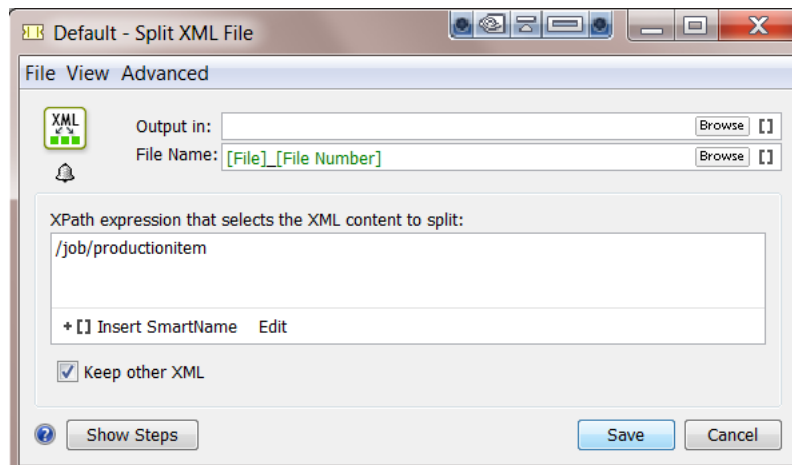 Default - Split XML File
File View Advanced
XML
Output in:
Browse []
File Name: [File]_[File Number]
Browse []
XPath expression that selects the XML content to split:
/job/productionitem
+[] Insert SmartName Edit
Keep other XML
? Show Steps Save Cancel